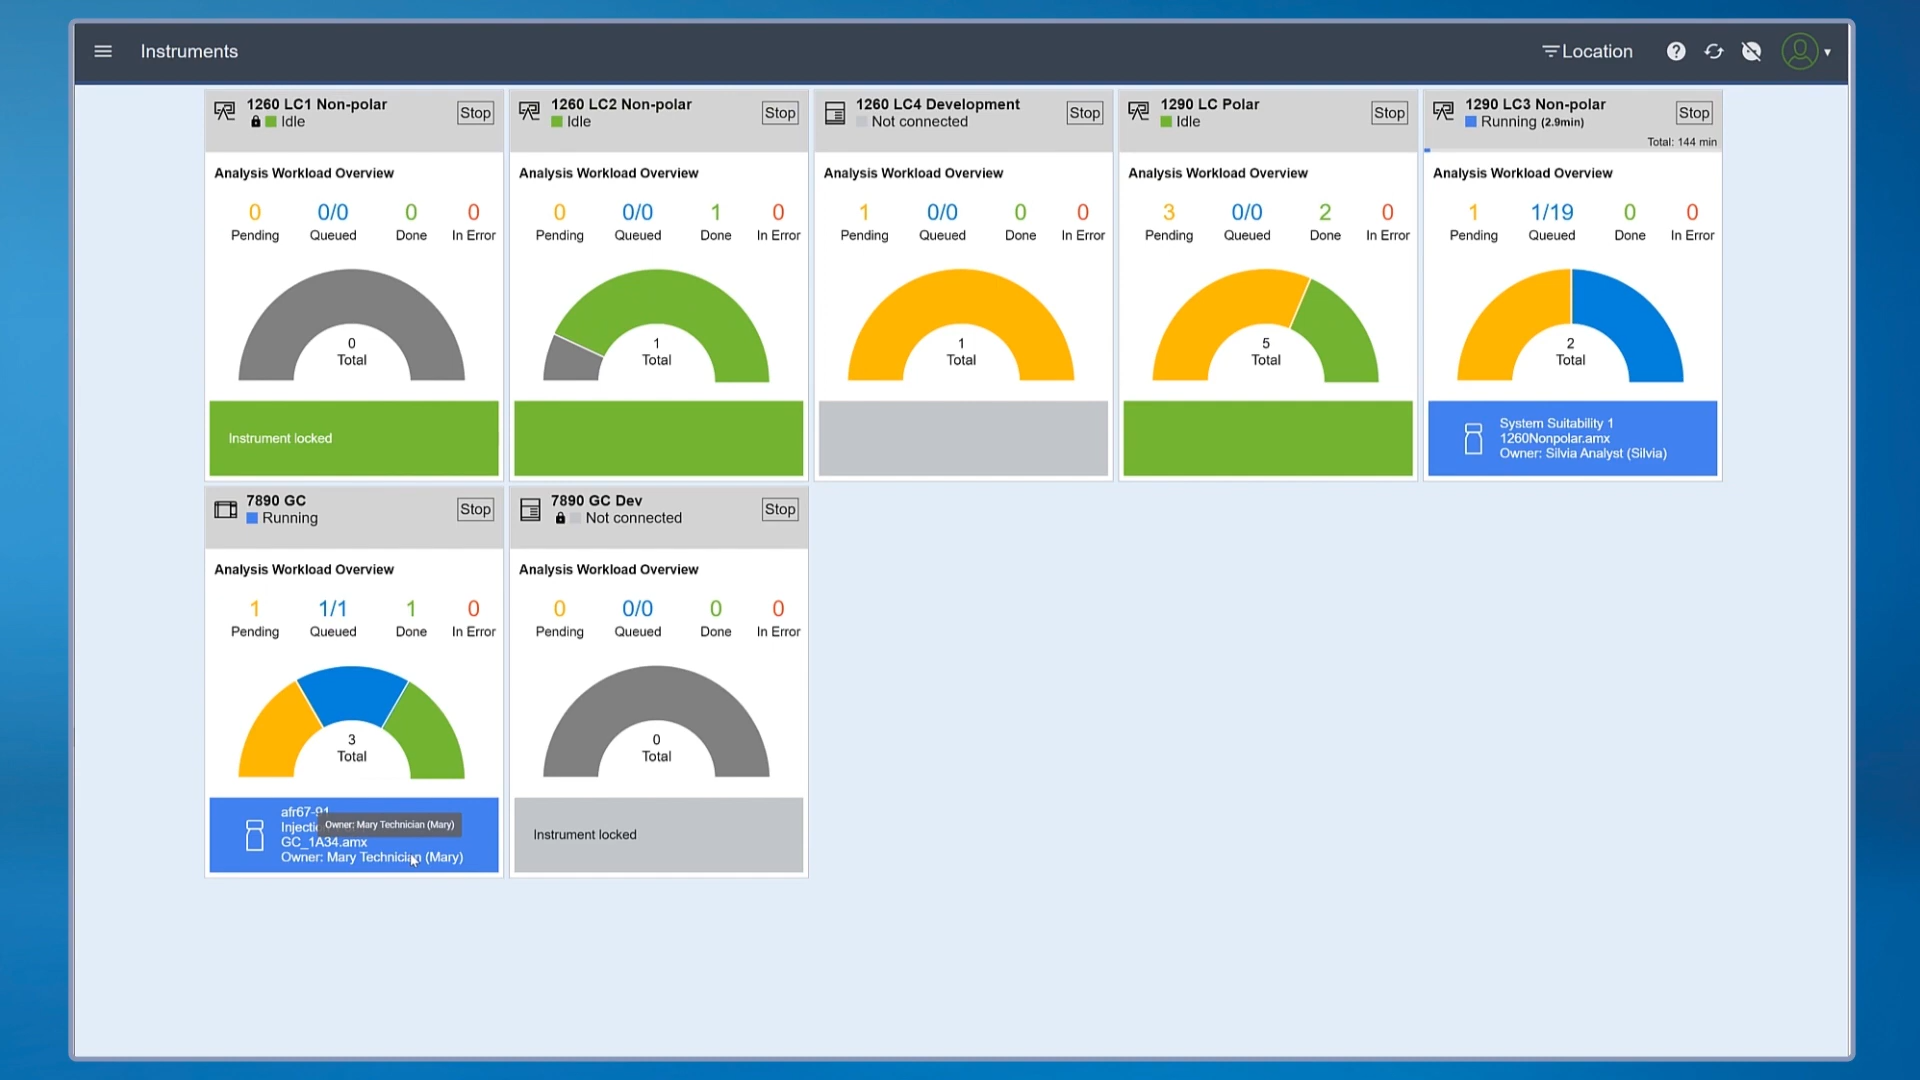 Instruments
Location
1260 LC1 Non-polar
Idle
Stop
Analysis Workload Overview
0 0/0 0 0
Pending Queued Done In Error
0
Total
Instrument locked
1260 LC2 Non-polar
Idle
Stop
Analysis Workload Overview
0 0/0 1 0
Pending Queued Done In Error
1
Total
1260 LC4 Development
Not connected
Stop
Analysis Workload Overview
1 0/0 0 0
Pending Queued Done In Error
1
Total
1290 LC Polar
Idle
Stop
Analysis Workload Overview
3 0/0 2 0
Pending Queued Done In Error
5
Total
1290 LC3 Non-polar
Running (2.9min)
Stop
Total: 144 min
Analysis Workload Overview
1 1/19 0 0
Pending Queued Done In Error
2
Total
System Suitability 1
1260Nonpolar.amx
Owner: Silvia Analyst (Silvia)
7890 GC
Running
Stop
Analysis Workload Overview
1 1/1 1 0
Pending Queued Done In Error
3
Total
afr67-91
Owner: Mary Technician (Mary)
GC_1A34.amx
Owner: Mary Technician (Mary)
7890 GC Dev
Not connected
Stop
Analysis Workload Overview
0 0/0 0 0
Pending Queued Done In Error
0
Total
Instrument locked